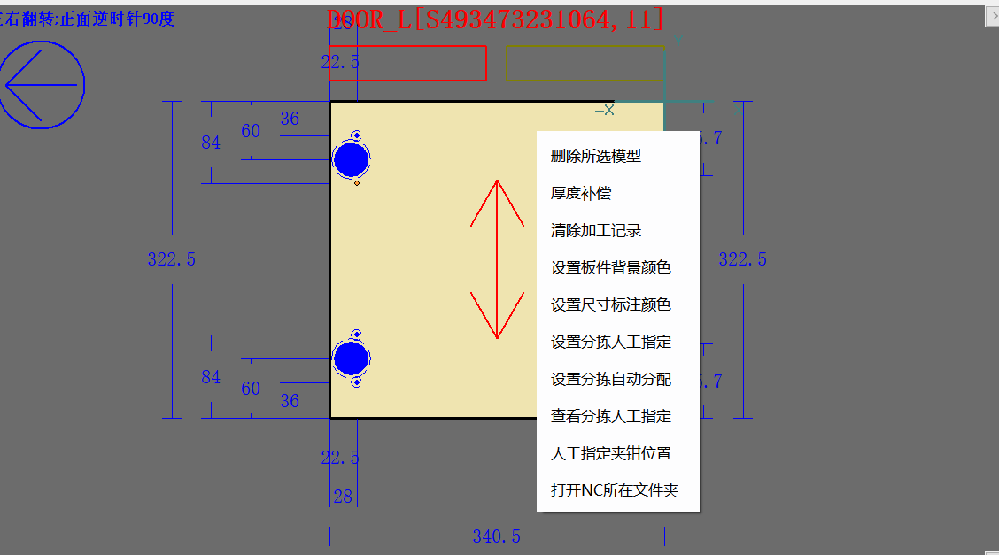 左右翻转;正面逆时针90度
DOOR_L[S493473231064,11]
28
22.5
-X
36
60
84
5.7
322.5
322.5
84
60
36
5.7
22.5
28
340.5
删除所选模型
厚度补偿
清除加工记录
设置板件背景颜色
设置尺寸标注颜色
设置分拣人工指定
设置分拣自动分配
查看分拣人工指定
人工指定夹钳位置
打开NC所在文件夹